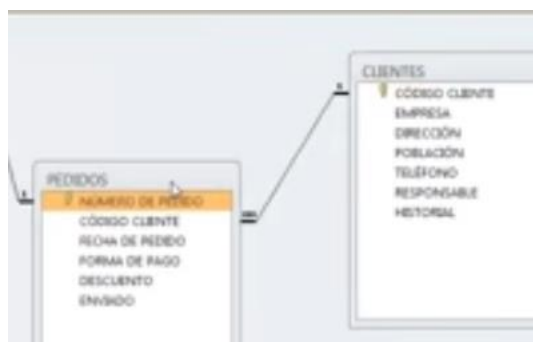 CLIENTES
CÓDIGO CLIENTE
EMPRESA
DIRECCIÓN
POBLACIÓN
TELÉFONO
RESPONSABLE
HISTORIAL
PEDIDOS
NÚMERO DE PEDIDO
CÓDIGO CLIENTE
FECHA DE PEDIDO
FORMA DE PAGO
DESCUENTO
ENVIADO